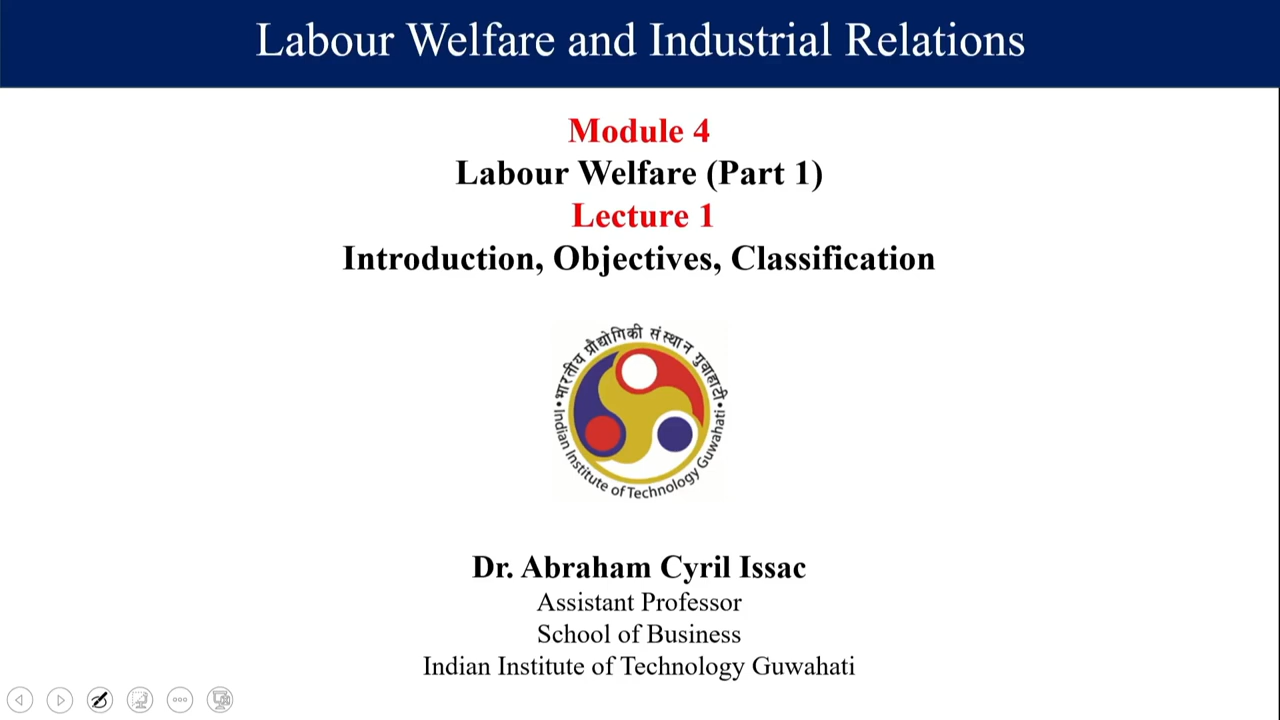 Labour Welfare and Industrial Relations
Module 4
Labour Welfare (Part 1)
Lecture 1
Introduction, Objectives, Classification
भारतीय प्रौद्योगिकी संस्थान गुवाहाटी
Indian Institute of Technology Guwahati
Dr. Abraham Cyril Issac
Assistant Professor
School of Business
Indian Institute of Technology Guwahati